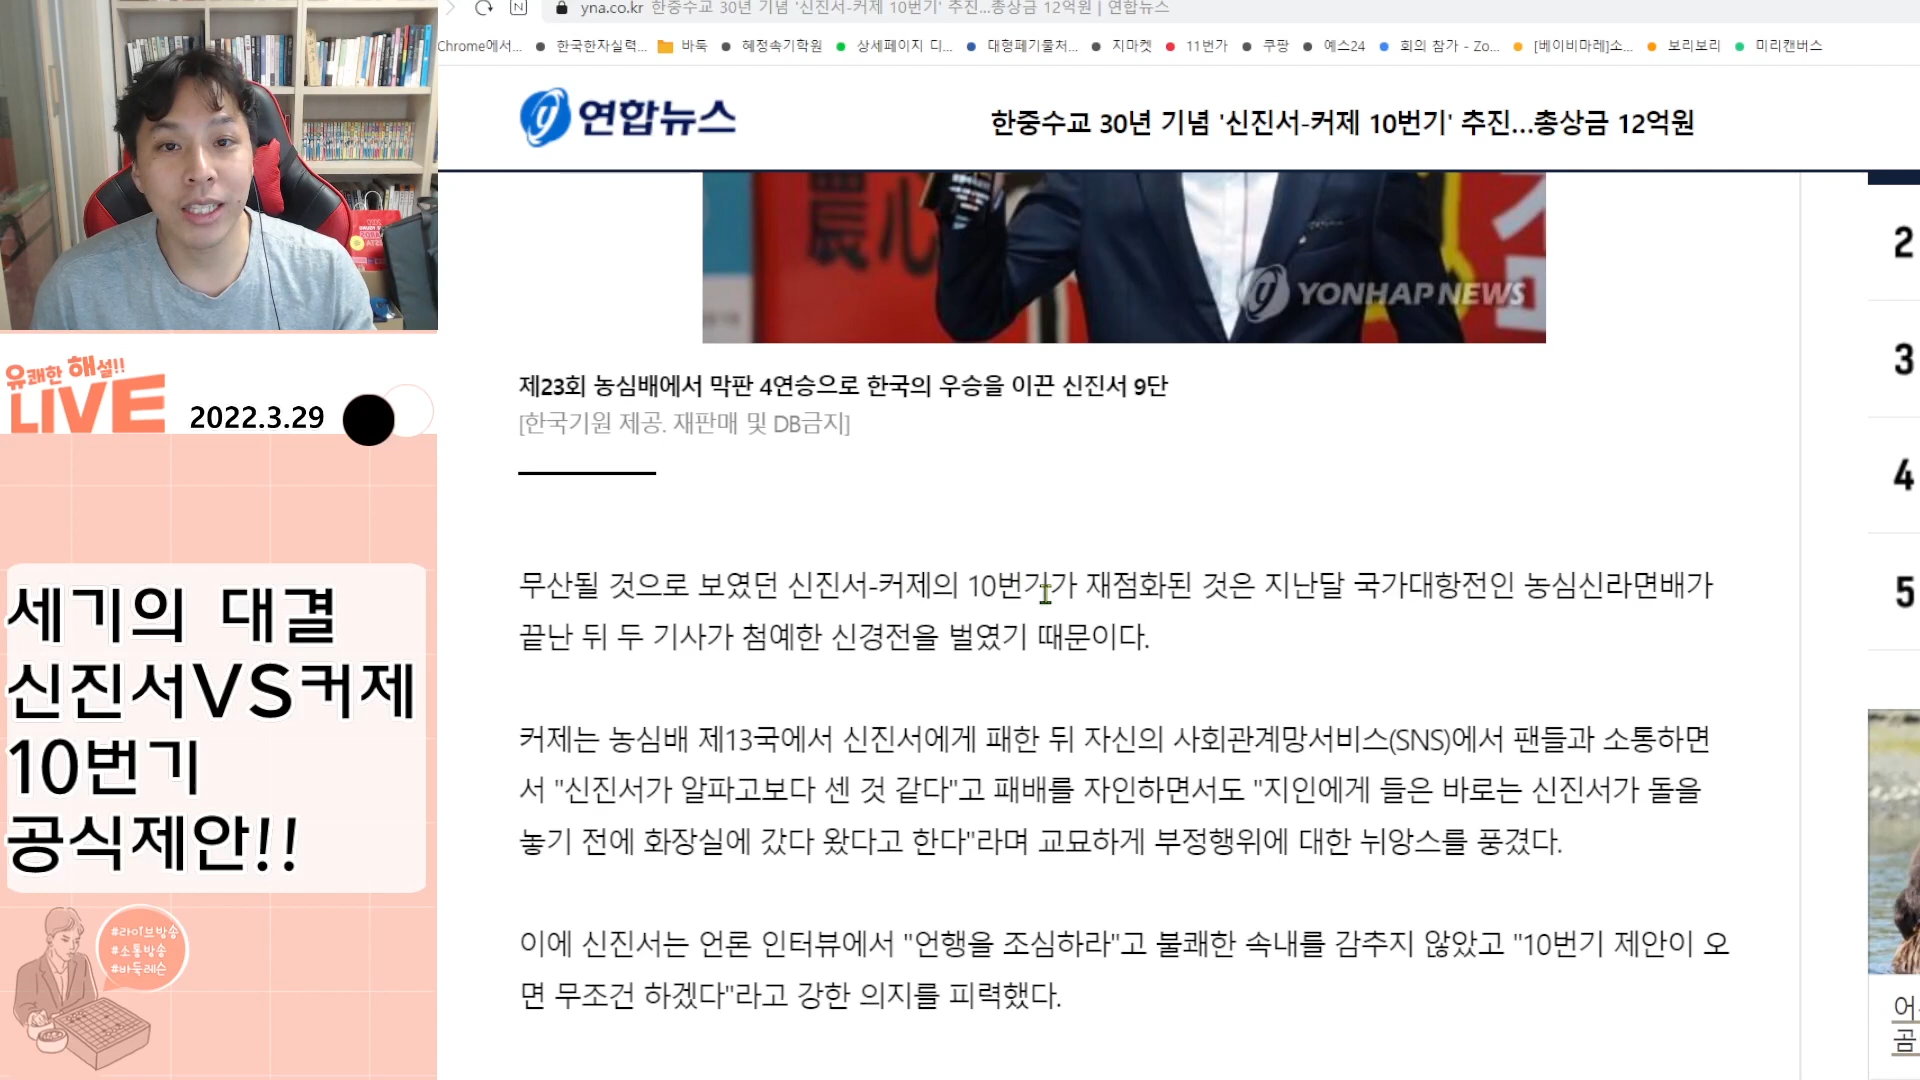 yna.co.kr 한중수교 30년 기념 '신진서-커제 10번기' 추진...총상금 12억원 | 연합뉴스
Chrome에서... 한국한자실력... 바둑 혜정속기학원 상세페이지 디... 대형폐기물처... 지마켓 11번가 쿠팡 예스24 회의 참가 - Zo... [베이비마레]소... 보리보리 미리캔버스
연합뉴스
한중수교 30년 기념 '신진서-커제 10번기' 추진...총상금 12억원
農心
YONHAP NEWS
제23회 농심배에서 막판 4연승으로 한국의 우승을 이끈 신진서 9단
[한국기원 제공. 재판매 및 DB금지]
무산될 것으로 보였던 신진서-커제의 10번기가 재점화된 것은 지난달 국가대항전인 농심신라면배가
끝난 뒤 두 기사가 첨예한 신경전을 벌였기 때문이다.
커제는 농심배 제13국에서 신진서에게 패한 뒤 자신의 사회관계망서비스(SNS)에서 팬들과 소통하면
서 "신진서가 알파고보다 센 것 같다"고 패배를 자인하면서도 "지인에게 들은 바로는 신진서가 돌을
놓기 전에 화장실에 갔다 왔다고 한다"라며 교묘하게 부정행위에 대한 뉘앙스를 풍겼다.
이에 신진서는 언론 인터뷰에서 "언행을 조심하라"고 불쾌한 속내를 감추지 않았고 "10번기 제안이 오
면 무조건 하겠다"라고 강한 의지를 피력했다.
2
3
4
5
어
곰
유쾌한 해설!!
LIVE
2022.3.29
세기의 대결
신진서VS커제
10번기
공식제안!!
#라이브방송
#소통방송
#바둑레슨